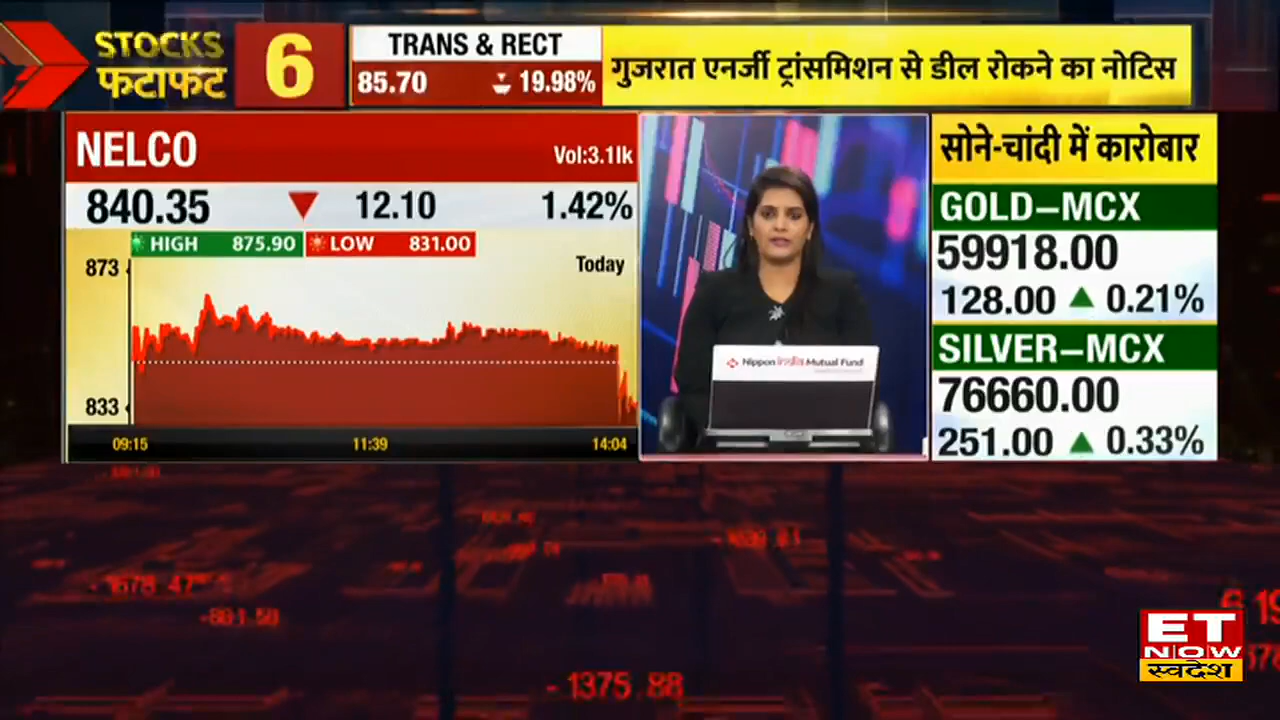 STOCKS
फटाफट
6
TRANS & RECT
85.70 19.98%
गुजरात एनर्जी ट्रांसमिशन से डील रोकने का नोटिस
NELCO
Vol:3.1lk
840.35 12.10 1.42%
HIGH 875.90 LOW 831.00
Today
873
833
09:15 11:39 14:04
Nippon india Mutual Fund
सोने-चांदी में कारोबार
GOLD–MCX
59918.00
128.00 0.21%
SILVER–MCX
76660.00
251.00 0.33%
-1375.88
ET
NOW
स्वदेश